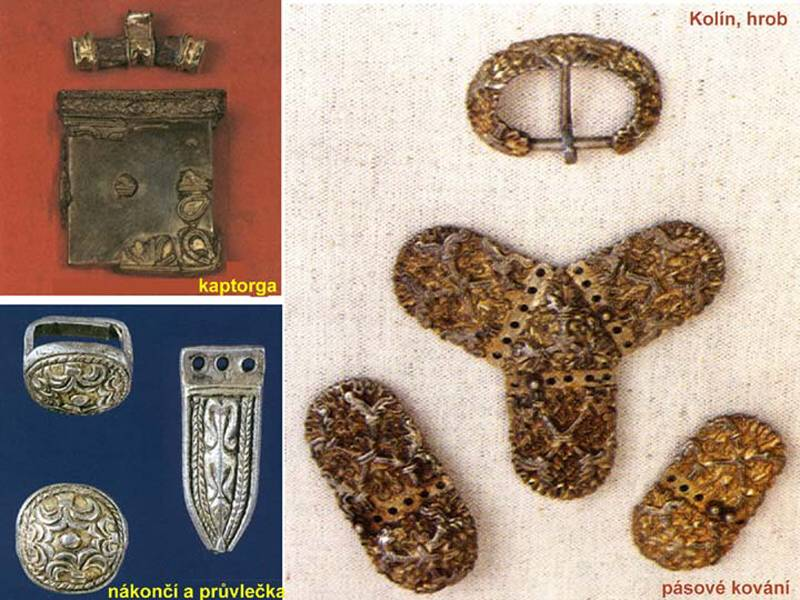 Kolín, hrob
kaptorga
nákončí a průvlečka
pásové kování